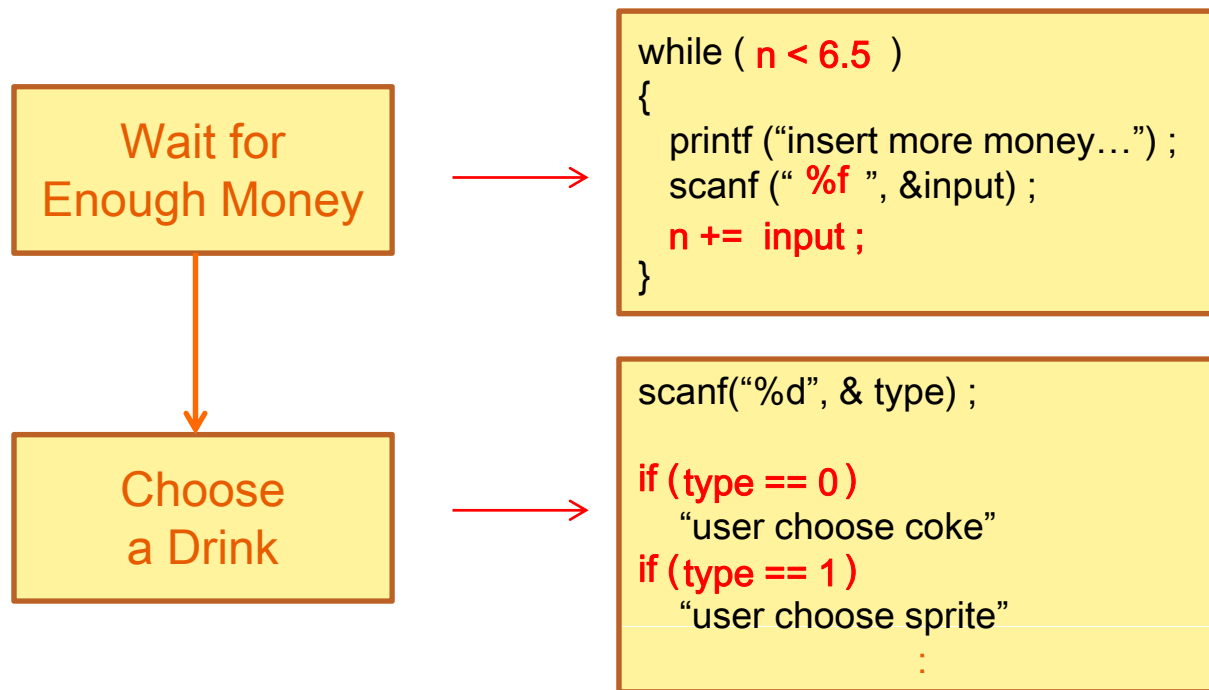 Wait for
Enough Money
while ( n < 6.5 )
{
printf (“insert more money…”) ;
scanf (“ %f ”, &input) ;
n += input ;
}
Choose
a Drink
scanf(“%d”, & type) ;
if (type == 0)
“user choose coke”
if (type == 1)
“user choose sprite”
: